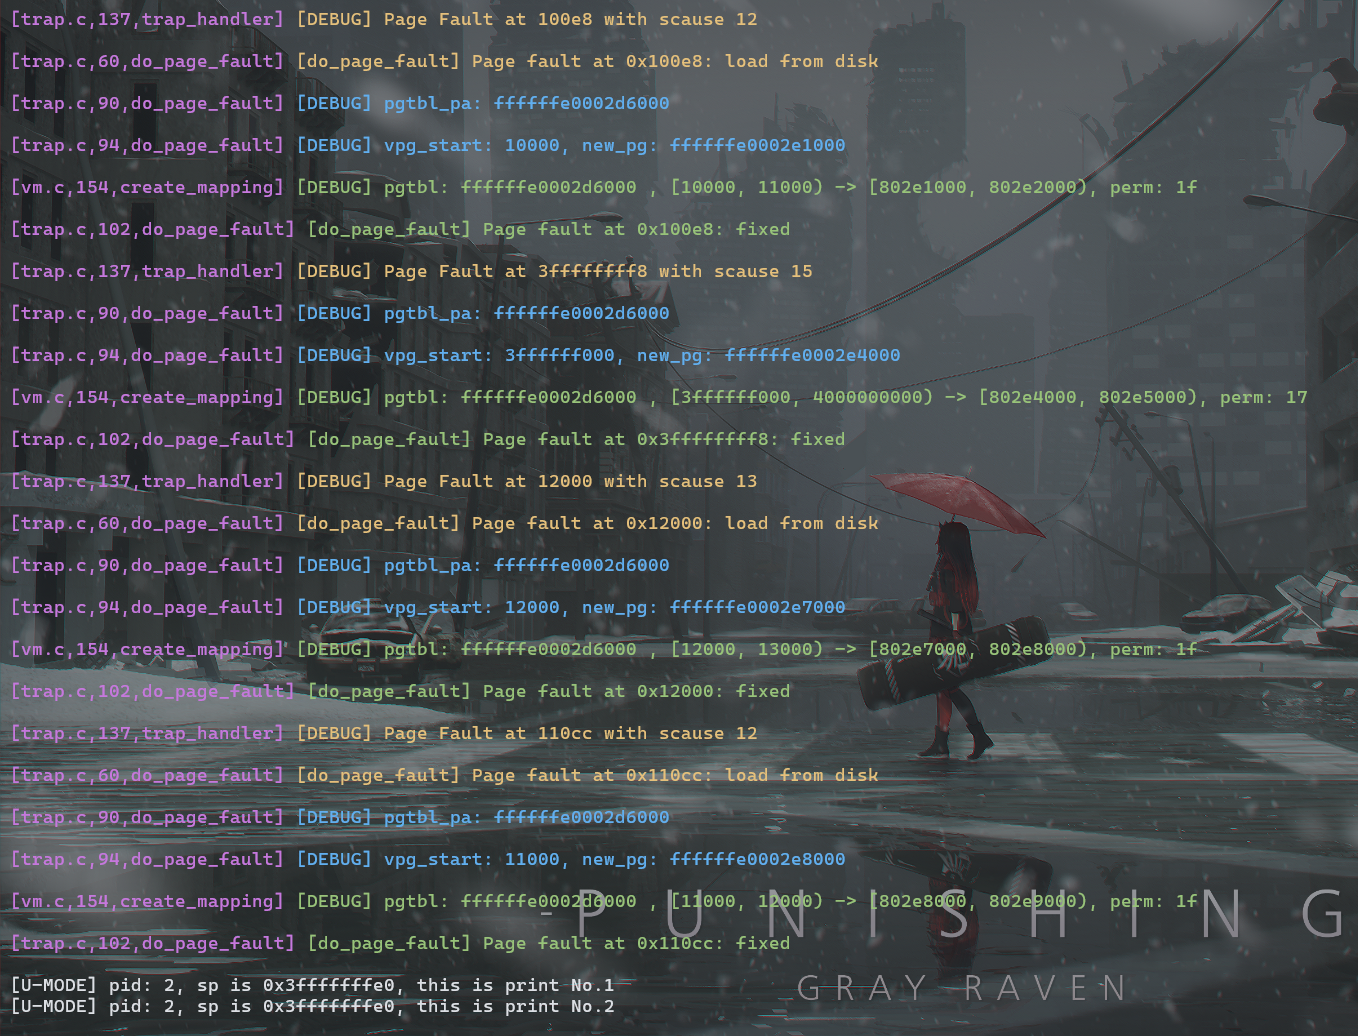 [trap.c,137,trap_handler] [DEBUG] Page Fault at 100e8 with scause 12
[trap.c,60,do_page_fault] [do_page_fault] Page fault at 0x100e8: load from disk
[trap.c,90,do_page_fault] [DEBUG] pgtbl_pa: ffffffe0002d6000
[trap.c,94,do_page_fault] [DEBUG] vpg_start: 10000, new_pg: ffffffe0002e1000
[vm.c,154,create_mapping] [DEBUG] pgtbl: ffffffe0002d6000 , [10000, 11000) -> [802e1000, 802e2000), perm: 1f
[trap.c,102,do_page_fault] [do_page_fault] Page fault at 0x100e8: fixed
[trap.c,137,trap_handler] [DEBUG] Page Fault at 3ffffffff8 with scause 15
[trap.c,90,do_page_fault] [DEBUG] pgtbl_pa: ffffffe0002d6000
[trap.c,94,do_page_fault] [DEBUG] vpg_start: 3ffffff000, new_pg: ffffffe0002e4000
[vm.c,154,create_mapping] [DEBUG] pgtbl: ffffffe0002d6000 , [3ffffff000, 4000000000) -> [802e4000, 802e5000), perm: 17
[trap.c,102,do_page_fault] [do_page_fault] Page fault at 0x3ffffffff8: fixed
[trap.c,137,trap_handler] [DEBUG] Page Fault at 12000 with scause 13
[trap.c,60,do_page_fault] [do_page_fault] Page fault at 0x12000: load from disk
[trap.c,90,do_page_fault] [DEBUG] pgtbl_pa: ffffffe0002d6000
[trap.c,94,do_page_fault] [DEBUG] vpg_start: 12000, new_pg: ffffffe0002e7000
[vm.c,154,create_mapping] [DEBUG] pgtbl: ffffffe0002d6000 , [12000, 13000) -> [802e7000, 802e8000), perm: 1f
[trap.c,102,do_page_fault] [do_page_fault] Page fault at 0x12000: fixed
[trap.c,137,trap_handler] [DEBUG] Page Fault at 110cc with scause 12
[trap.c,60,do_page_fault] [do_page_fault] Page fault at 0x110cc: load from disk
[trap.c,90,do_page_fault] [DEBUG] pgtbl_pa: ffffffe0002d6000
[trap.c,94,do_page_fault] [DEBUG] vpg_start: 11000, new_pg: ffffffe0002e8000
[vm.c,154,create_mapping] [DEBUG] pgtbl: ffffffe0002d6000 , [11000, 12000) -> [802e8000, 802e9000), perm: 1f
PUNISHING
[trap.c,102,do_page_fault] [do_page_fault] Page fault at 0x110cc: fixed
[U-MODE] pid: 2, sp is 0x3fffffffe0, this is print No.1
GRAY RAVEN
[U-MODE] pid: 2, sp is 0x3fffffffe0, this is print No.2